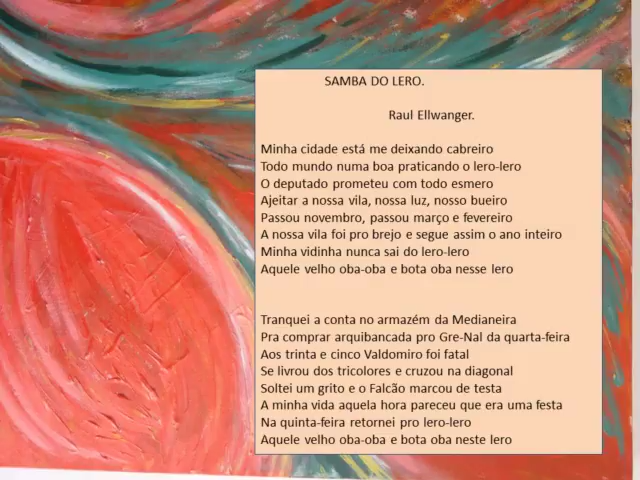 SAMBA DO LERO.
Raul Ellwanger.
Minha cidade está me deixando cabreiro
Todo mundo numa boa praticando o lero-lero
O deputado prometeu com todo esmero
Ajeitar a nossa vila, nossa luz, nosso bueiro
Passou novembro, passou março e fevereiro
A nossa vila foi pro brejo e segue assim o ano inteiro
Minha vidinha nunca sai do lero-lero
Aquele velho oba-oba e bota oba nesse lero
Tranquei a conta no armazém da Medianeira
Pra comprar arquibancada pro Gre-Nal da quarta-feira
Aos trinta e cinco Valdomiro foi fatal
Se livrou dos tricolores e cruzou na diagonal
Soltei um grito e o Falcão marcou de testa
A minha vida aquela hora pareceu que era uma festa
Na quinta-feira retornei pro lero-lero
Aquele velho oba-oba e bota oba neste lero